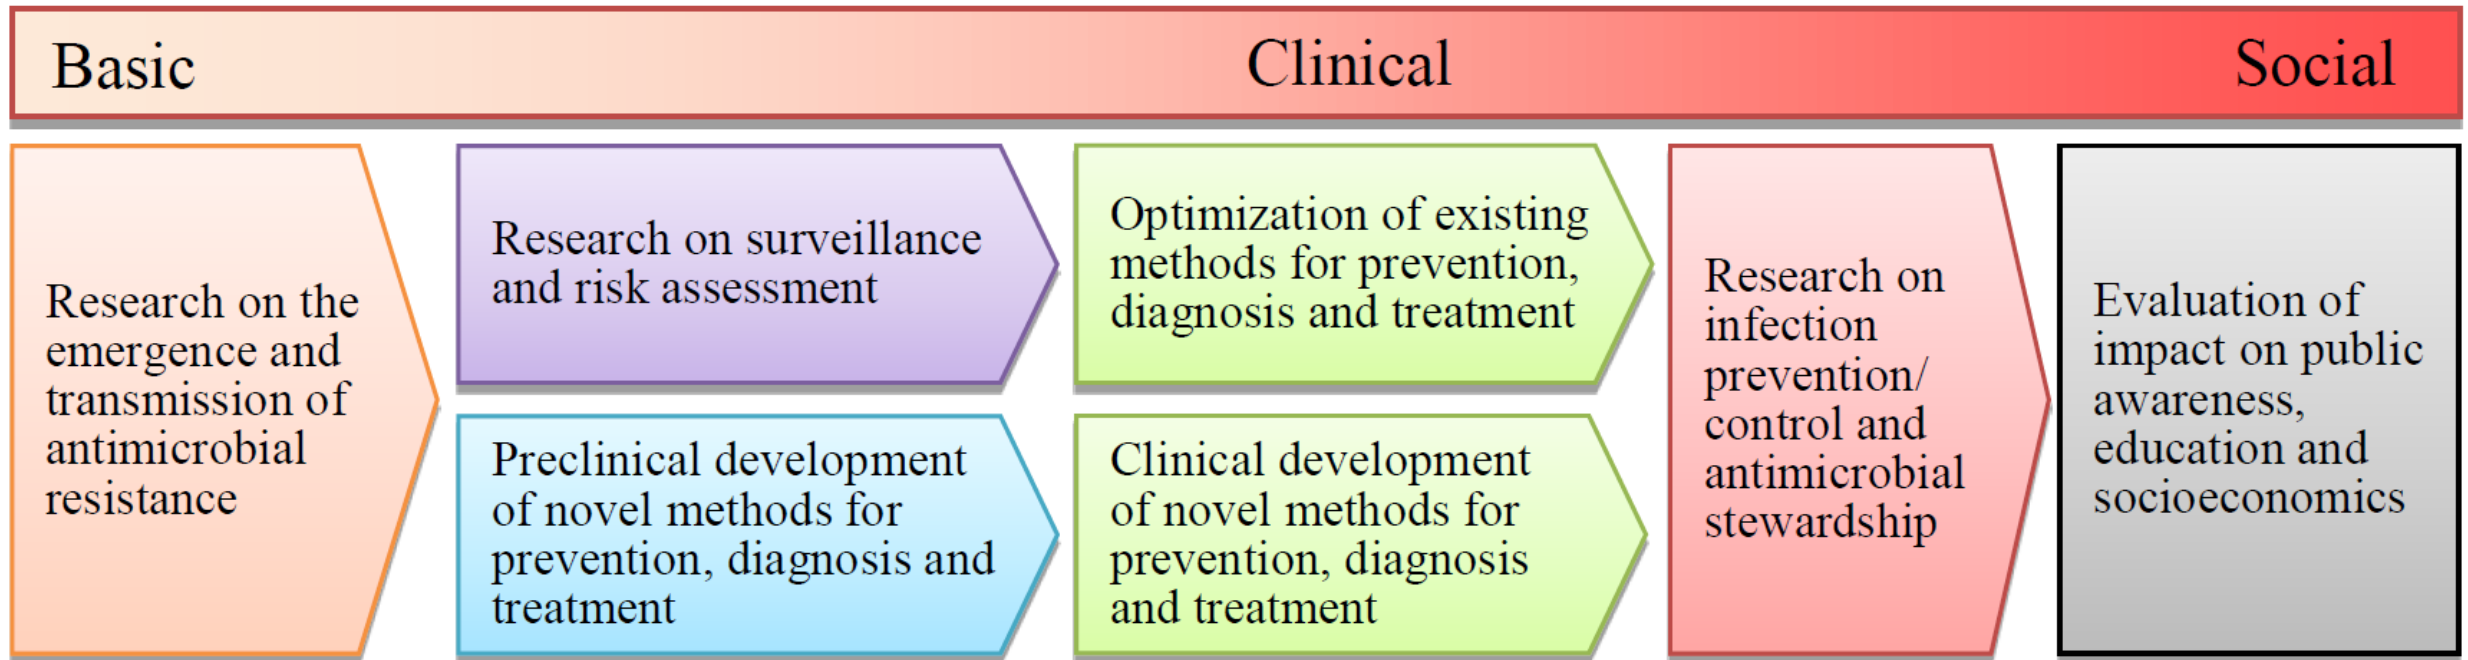 Basic
Clinical
Social
Research on the
emergence and
transmission of
antimicrobial
resistance
Research on surveillance
and risk assessment
Preclinical development
of novel methods for
prevention, diagnosis and
treatment
Optimization of existing
methods for prevention,
diagnosis and treatment
Clinical development
of novel methods for
prevention, diagnosis
and treatment
Research on
infection
prevention/
control and
antimicrobial
stewardship
Evaluation of
impact on public
awareness,
education and
socioeconomics